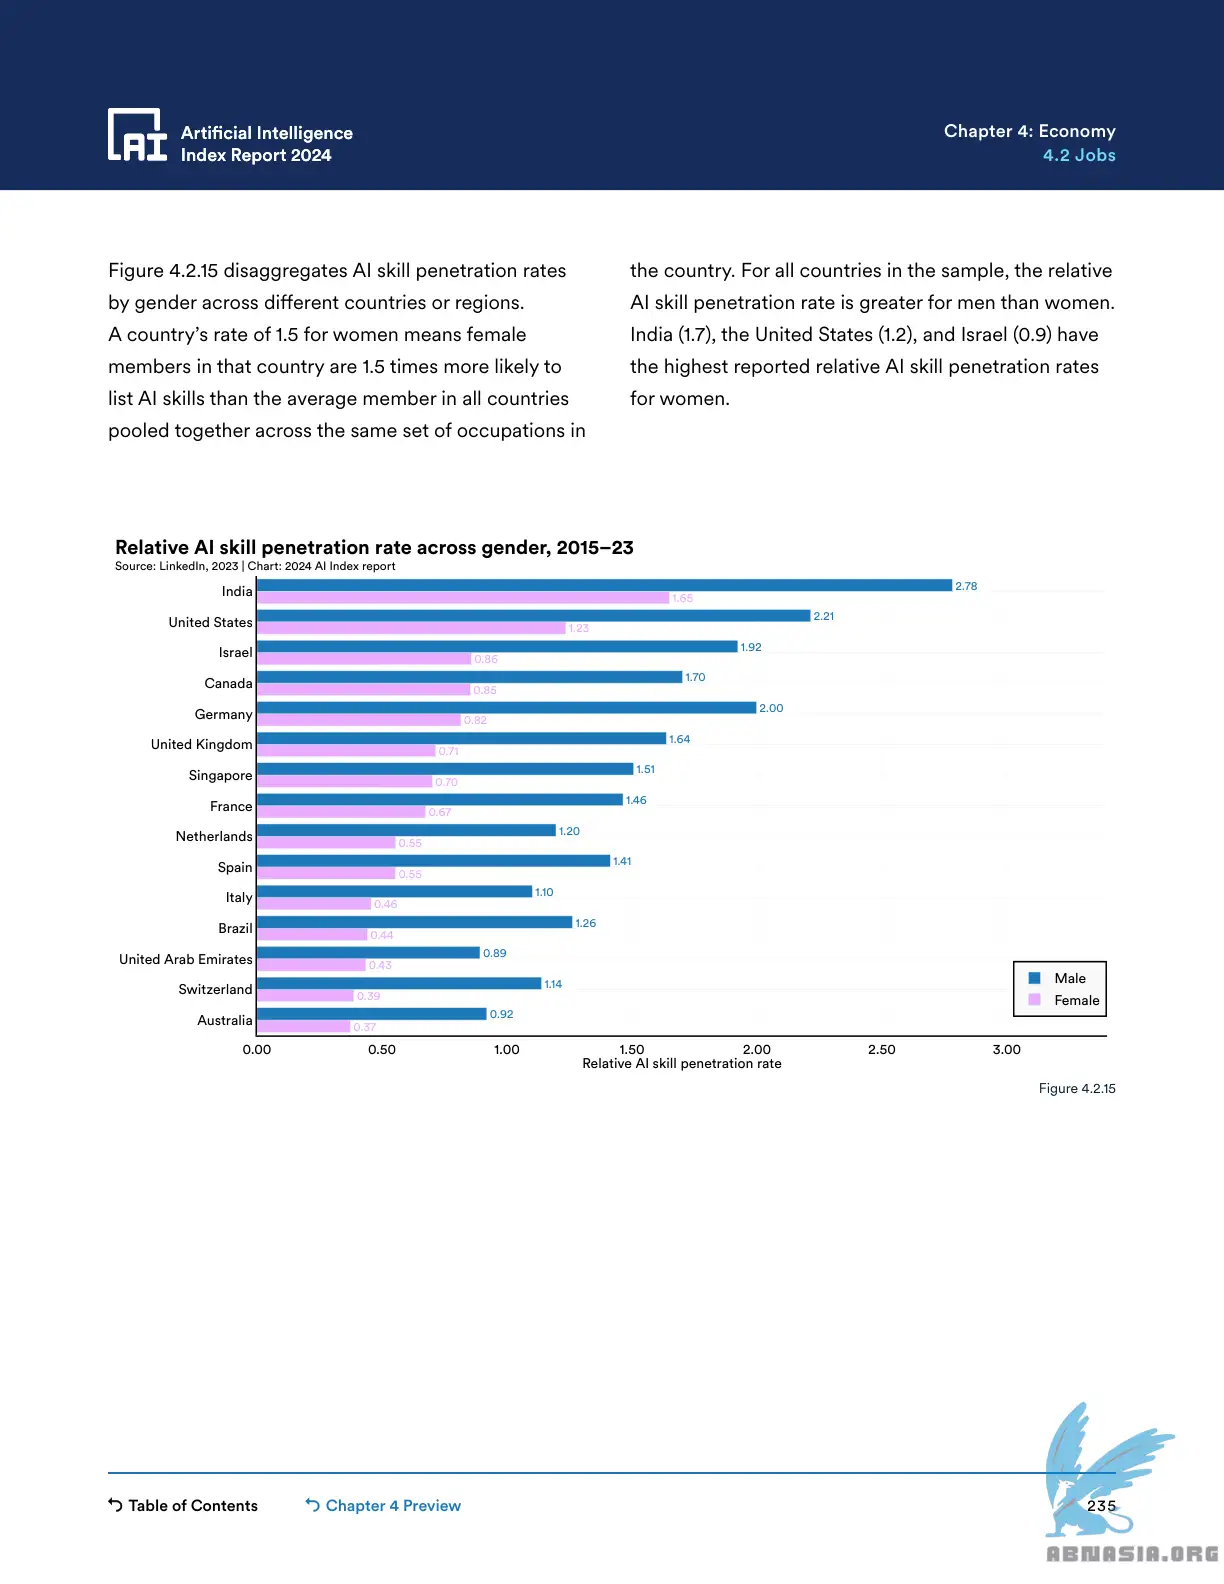 Artificial Intelligence
Index Report 2024
Chapter 4: Economy
4.2 Jobs
Figure 4.2.15 disaggregates AI skill penetration rates
by gender across different countries or regions.
A country’s rate of 1.5 for women means female
members in that country are 1.5 times more likely to
list AI skills than the average member in all countries
pooled together across the same set of occupations in
the country. For all countries in the sample, the relative
AI skill penetration rate is greater for men than women.
India (1.7), the United States (1.2), and Israel (0.9) have
the highest reported relative AI skill penetration rates
for women.
Relative AI skill penetration rate across gender, 2015–23
Source: LinkedIn, 2023 | Chart: 2024 AI Index report
India 2.78
1.65
United States 2.21
1.23
Israel 1.92
0.86
Canada 1.70
0.85
Germany 2.00
0.82
United Kingdom 1.64
0.71
Singapore 1.51
0.70
France 1.46
0.67
Netherlands 1.20
0.55
Spain 1.41
0.55
Italy 1.10
0.46
Brazil 1.26
0.44
United Arab Emirates 0.89
0.43
Switzerland 1.14
0.39
Australia 0.92
0.37
Male
Female
0.00 0.50 1.00 1.50 2.00 2.50 3.00
Relative AI skill penetration rate
Figure 4.2.15
Table of Contents
Chapter 4 Preview
235
ABNASIA.ORG